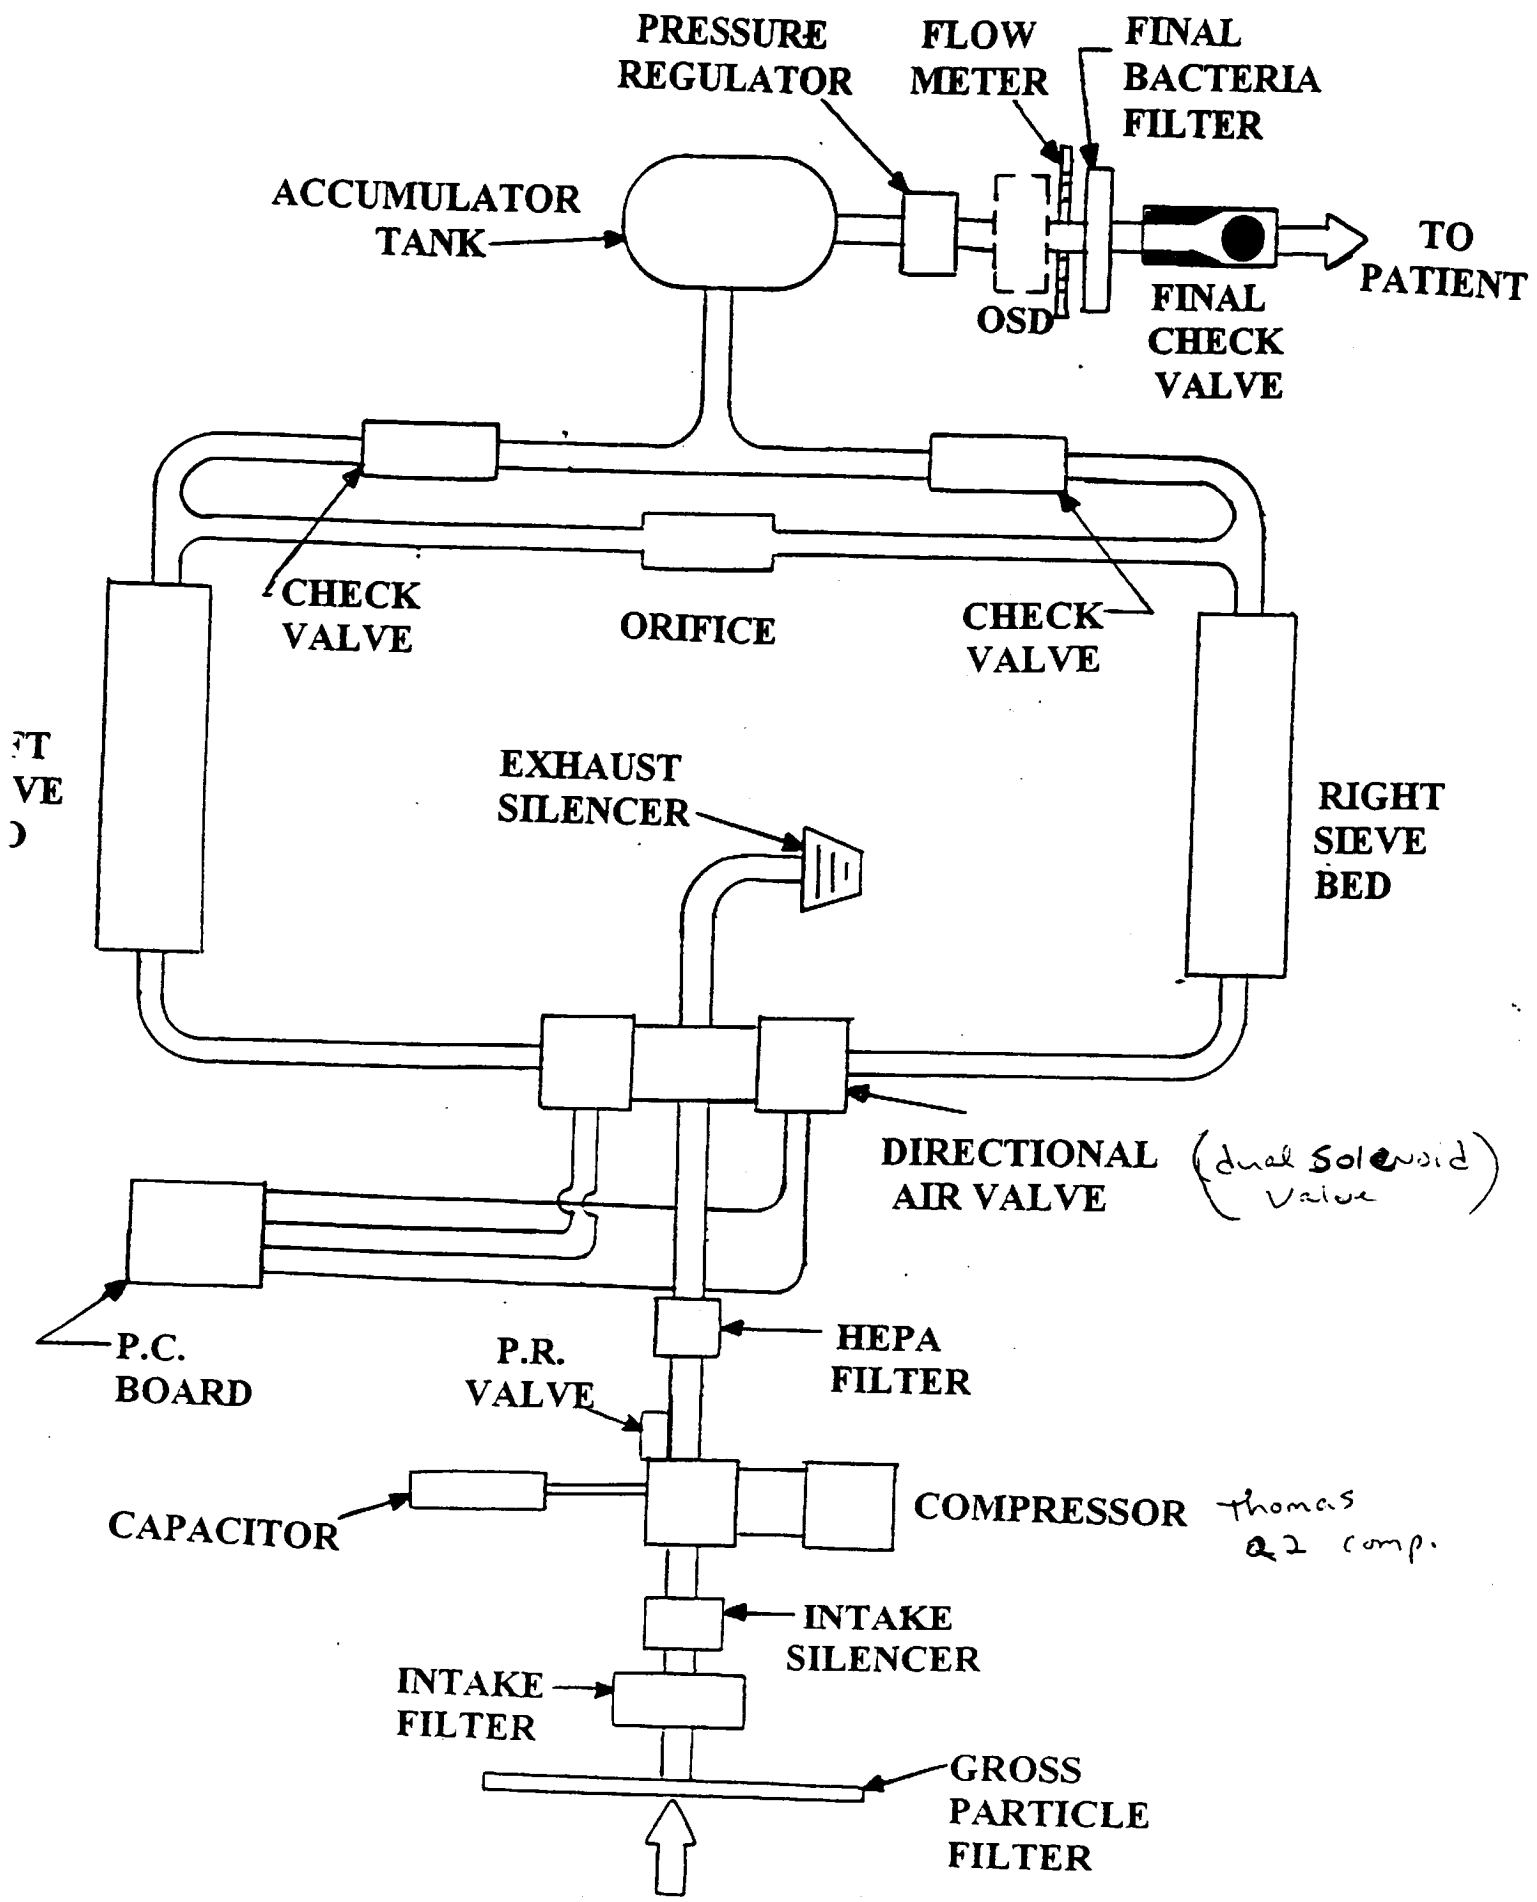 PRESSURE
REGULATOR
FLOW
METER
FINAL
BACTERIA
FILTER
ACCUMULATOR
TANK
TO
PATIENT
OSD
FINAL
CHECK
VALVE
CHECK
VALVE
ORIFICE
CHECK
VALVE
FT
VE
EXHAUST
SILENCER
RIGHT
SIEVE
BED
DIRECTIONAL
AIR VALVE
(dual solenoid
valve)
P.C.
BOARD
P.R.
VALVE
HEPA
FILTER
CAPACITOR
COMPRESSOR
Thomas
Q2 comp.
INTAKE
SILENCER
INTAKE
FILTER
GROSS
PARTICLE
FILTER